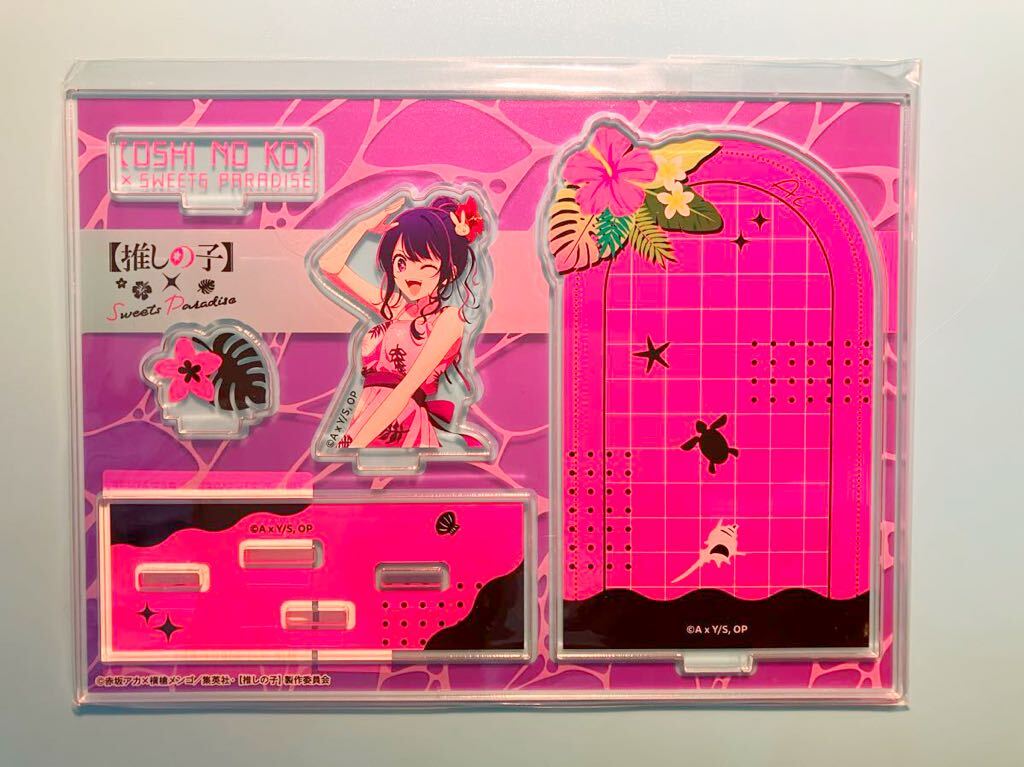 【OSHI NO KO】
× SWEETS PARADISE
【推しの子】
×
Sweets Paradise
©A x Y/S, OP
©A x Y/S, OP
©A x Y/S, OP
©赤坂アカ×横槍メンゴ/集英社・【推しの子】製作委員会